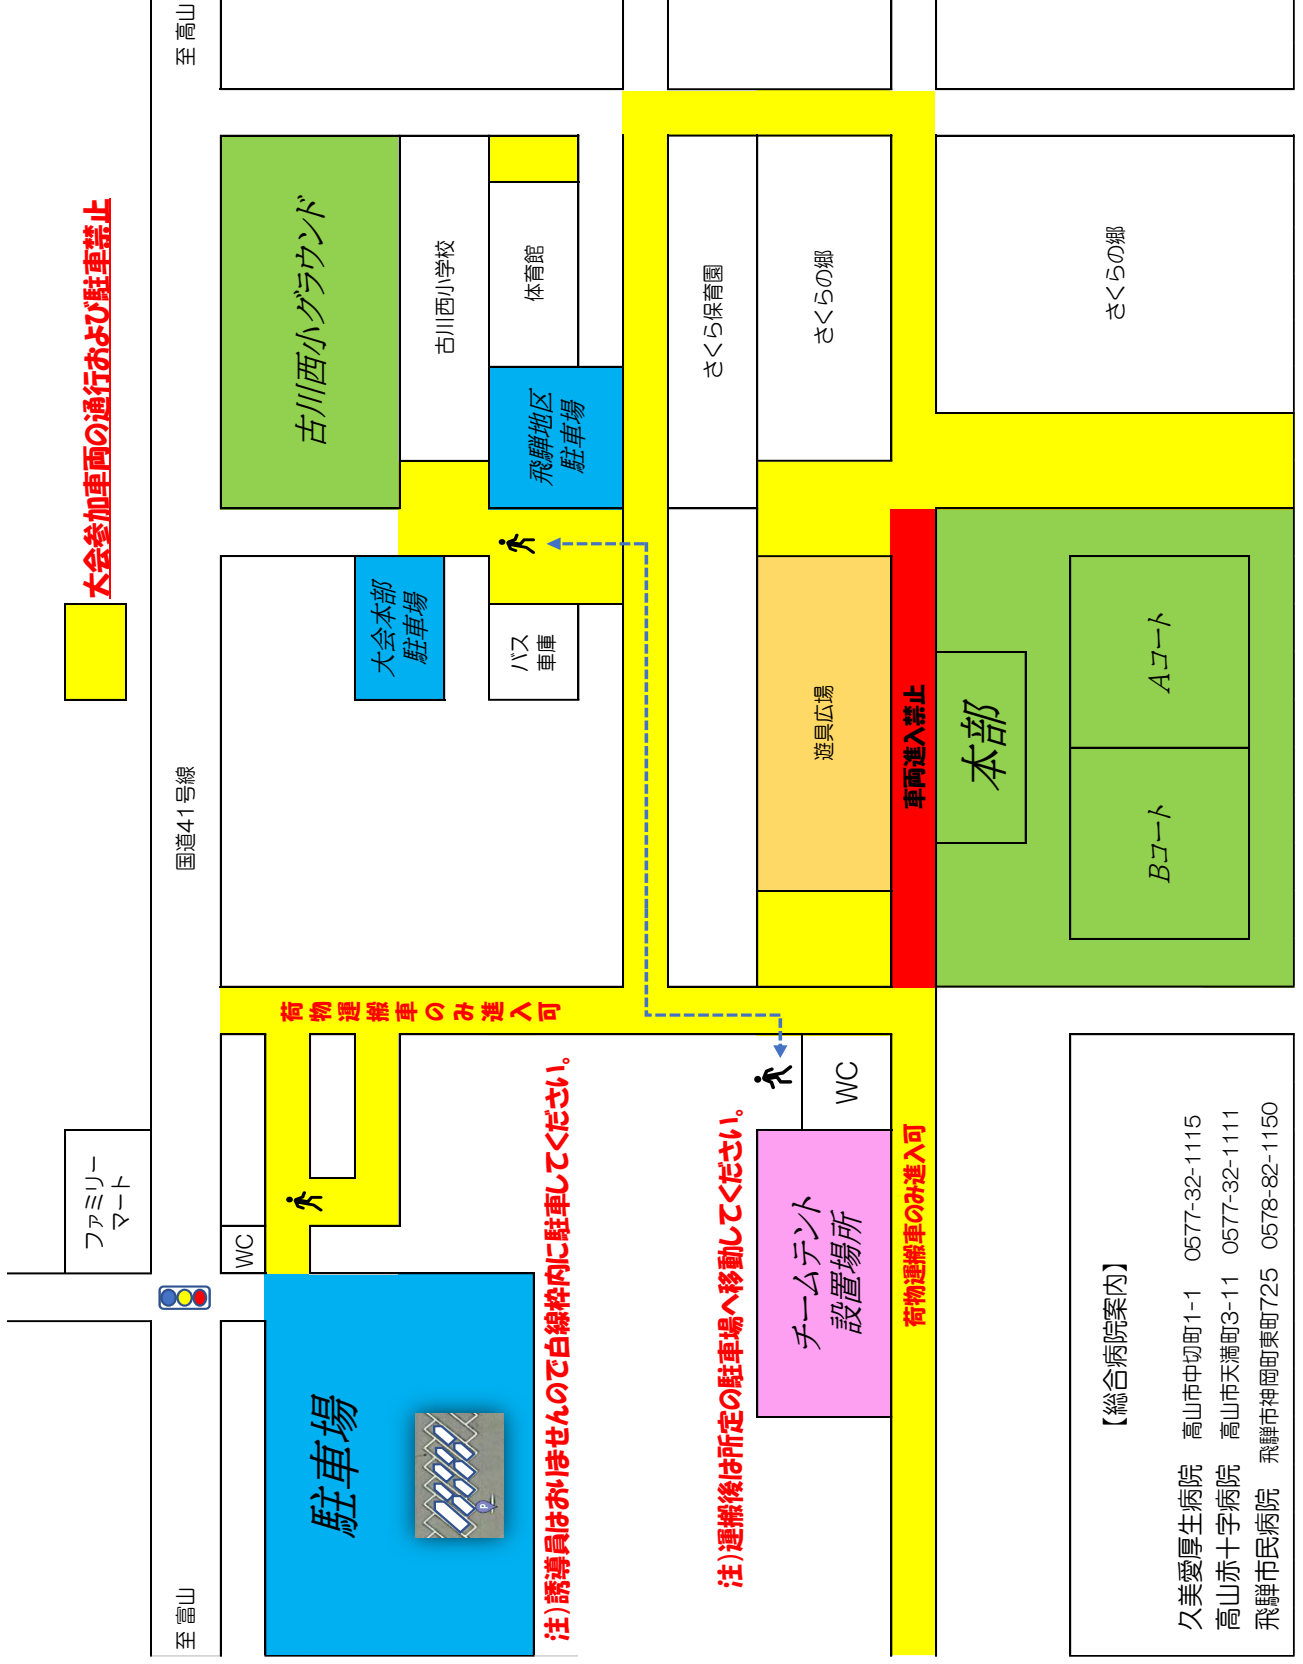 大会参加車両の通行および駐車禁止
ファミリー
マート
至 富山
国道41号線
至 高山
WC
荷物運搬車のみ進入可
古川西小グラウンド
大会本部
駐車場
古川西小学校
バス
車庫
飛騨地区
駐車場
体育館
駐車場
P
注)誘導員はおりませんので白線枠内に駐車してください。
注)運搬後は所定の駐車場へ移動してください。
さくら保育園
チームテント
設置場所
WC
遊具広場
さくらの郷
荷物運搬車のみ進入可
車両進入禁止
本部
さくらの郷
Bコート
Aコート
【総合病院案内】
久美愛厚生病院 高山市中切町1-1 0577-32-1115
高山赤十字病院 高山市天満町3-11 0577-32-1111
飛騨市民病院 飛騨市神岡町東町725 0578-82-1150